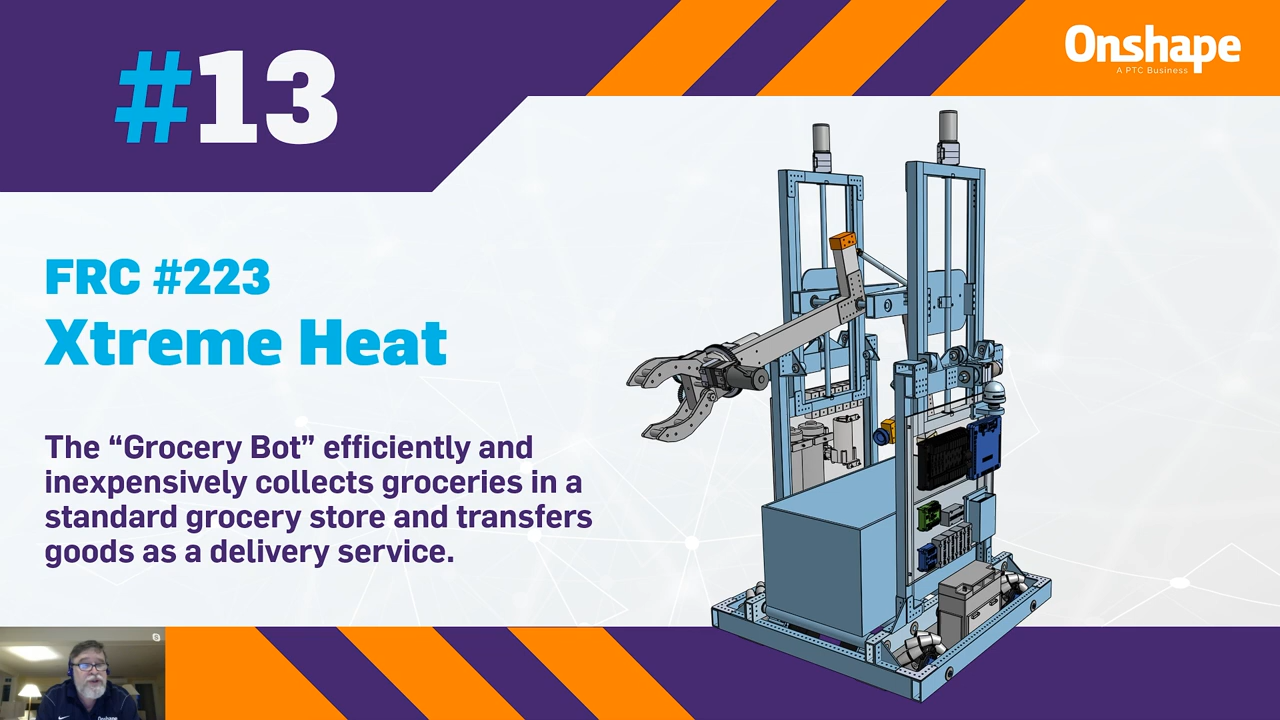 #13
Onshape
A PTC Business
FRC #223
Xtreme Heat
The “Grocery Bot” efficiently and
inexpensively collects groceries in a
standard grocery store and transfers
goods as a delivery service.
Onshape